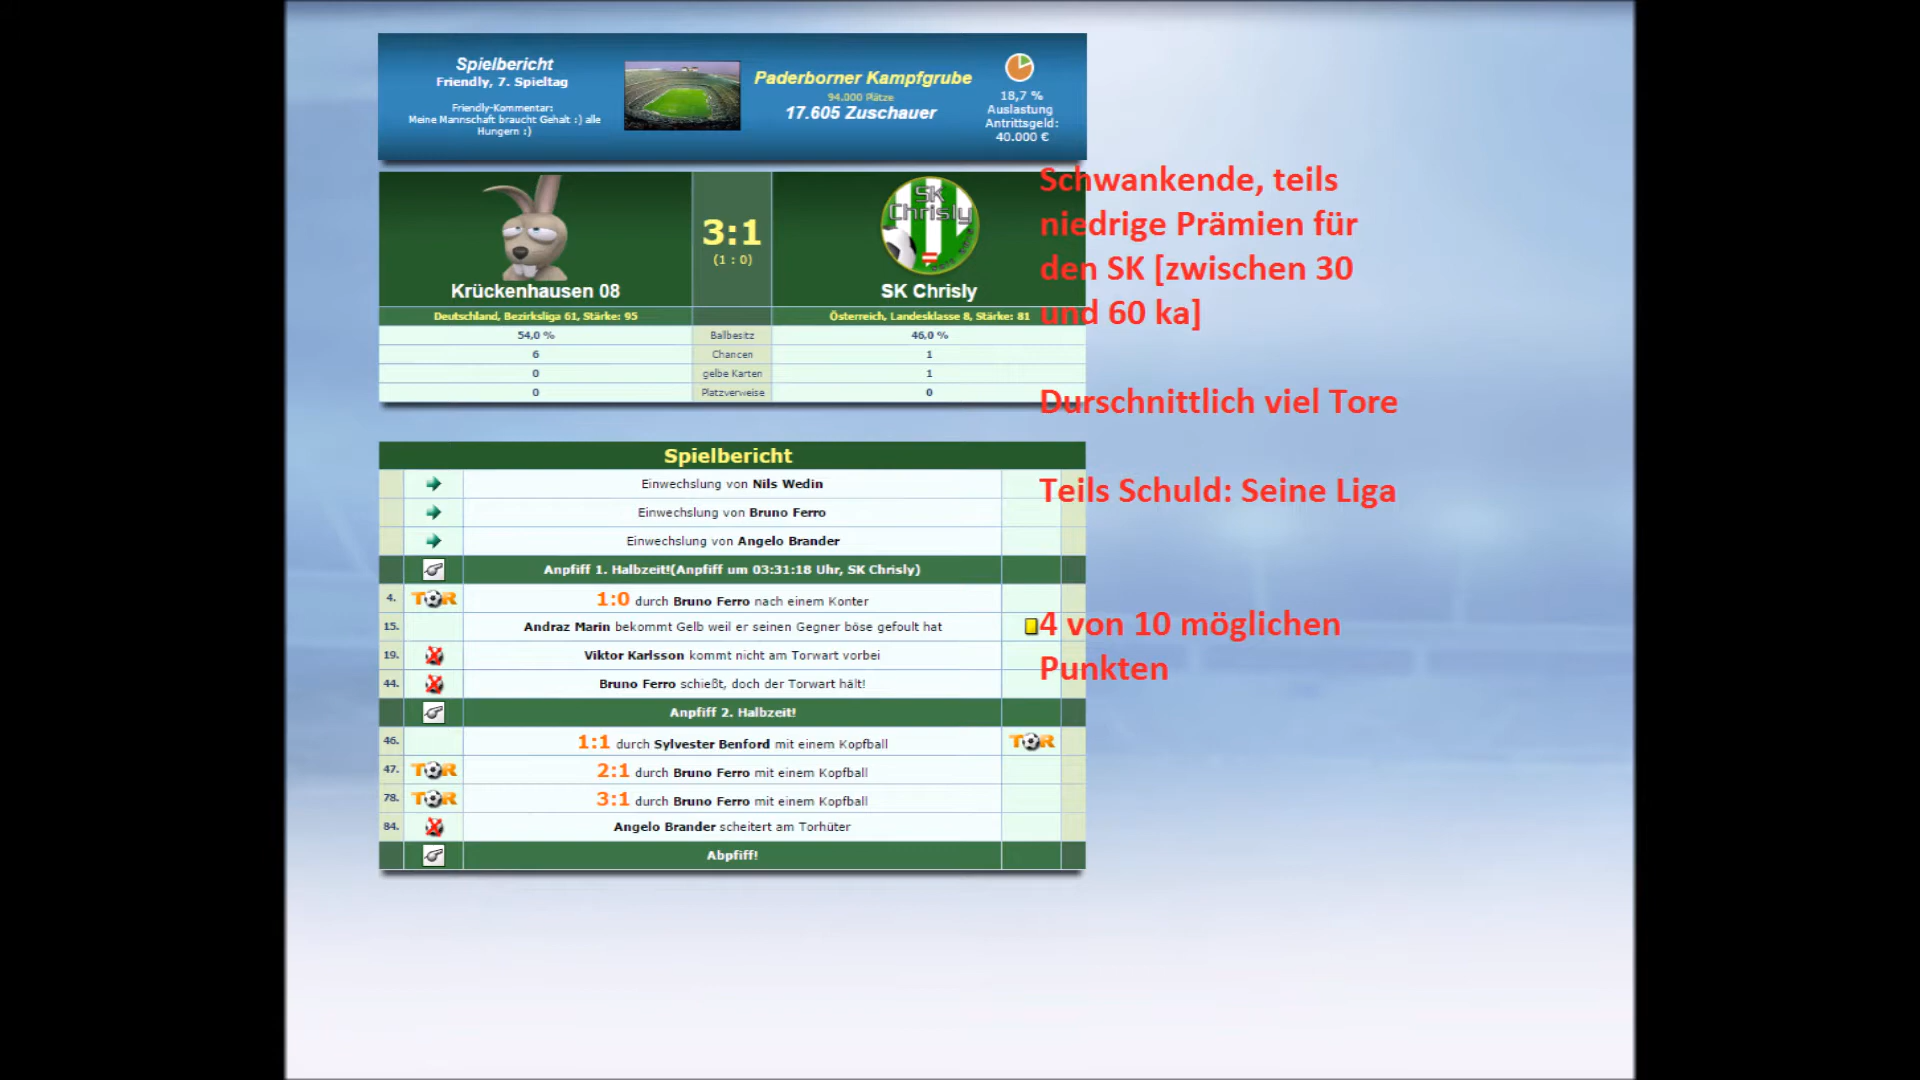 Spielbericht
Friendly, 7. Spieltag
Friendly-Kommentar:
Meine Mannschaft braucht Gehalt :) alle
Hungern :)
Paderborner Kampfgrube
94.000 Plätze
17.605 Zuschauer
18,7 %
Auslastung
Antrittsgeld:
40.000 €
Krückenhausen 08
3:1
(1 : 0)
SK Chrisly
SK Chrisly
Deutschland, Bezirksliga 61, Stärke: 95
Österreich, Landesklasse 8, Stärke: 81
54,0 % Ballbesitz 46,0 %
6 Chancen 1
0 gelbe Karten 1
0 Platzverweise 0
Spielbericht
Einwechslung von Nils Wedin
Einwechslung von Bruno Ferro
Einwechslung von Angelo Brander
Anpfiff 1. Halbzeit!(Anpfiff um 03:31:18 Uhr, SK Chrisly)
4. TOR 1:0 durch Bruno Ferro nach einem Konter
15. Andraz Marin bekommt Gelb weil er seinen Gegner böse gefoult hat
19. Viktor Karlsson kommt nicht am Torwart vorbei
44. Bruno Ferro schießt, doch der Torwart hält!
Anpfiff 2. Halbzeit!
46. 1:1 durch Sylvester Benford mit einem Kopfball TOR
47. TOR 2:1 durch Bruno Ferro mit einem Kopfball
78. TOR 3:1 durch Bruno Ferro mit einem Kopfball
84. Angelo Brander scheitert am Torhüter
Abpfiff!
Schwankende, teils
niedrige Prämien für
den SK [zwischen 30
und 60 ka]
Durschnittlich viel Tore
Teils Schuld: Seine Liga
4 von 10 möglichen
Punkten